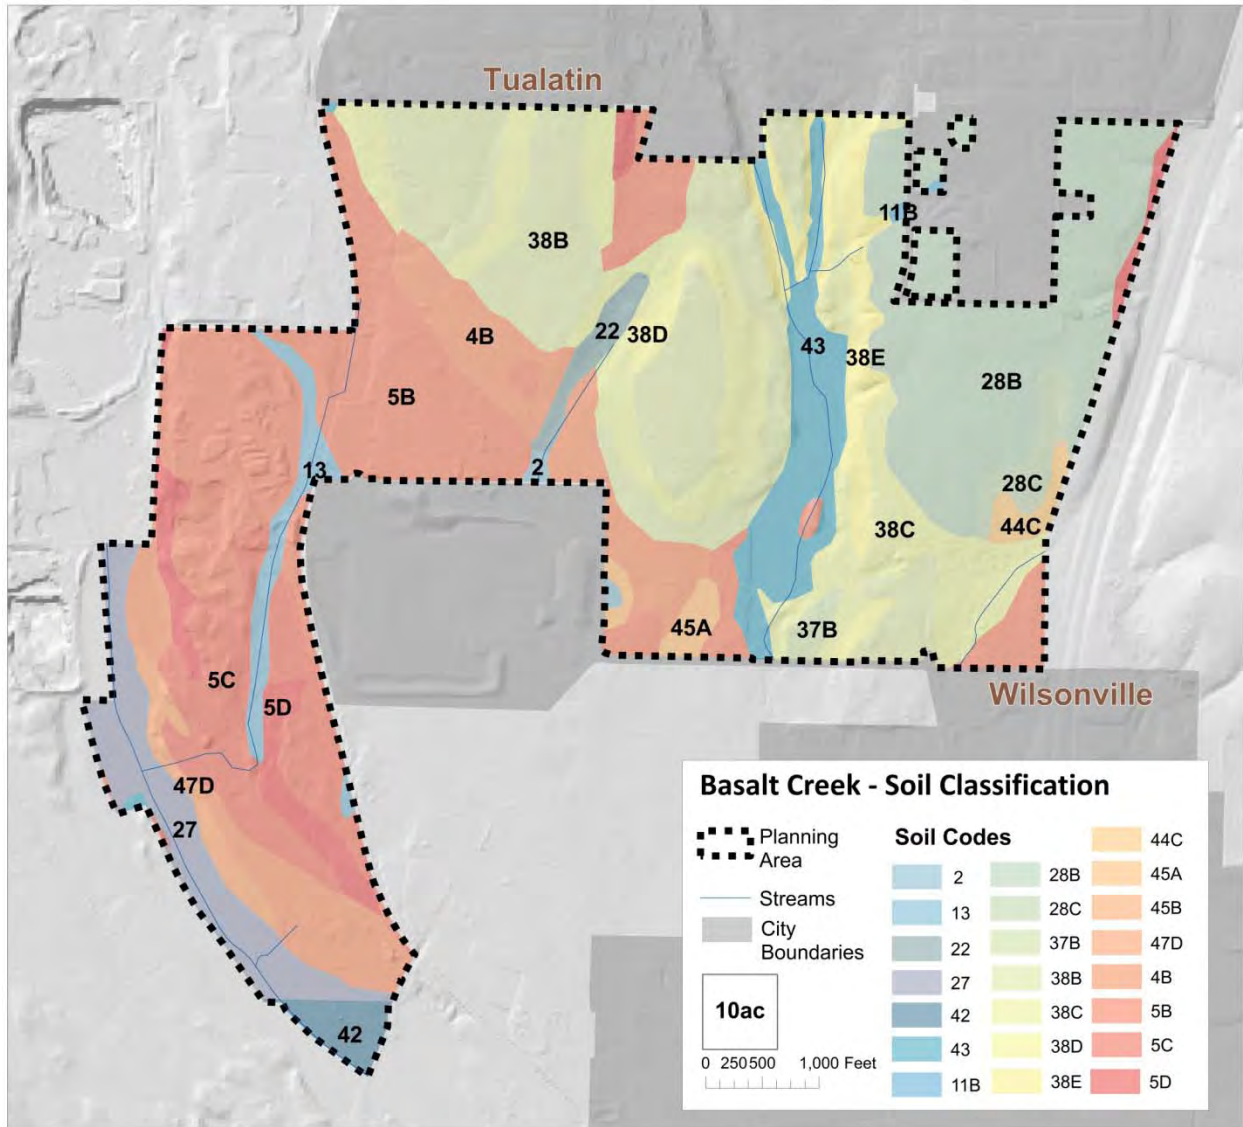 Tualatin
11B
38B
22
38D
4B
43
38E
28B
5B
13
2
28C
44C
38C
45A
37B
5C
5D
Wilsonville
47D
27
42
Basalt Creek - Soil Classification
Planning
Area
Streams
City
Boundaries
10ac
0 250 500 1,000 Feet
Soil Codes
2
13
22
27
42
43
11B
28B
28C
37B
38B
38C
38D
38E
44C
45A
45B
47D
4B
5B
5C
5D